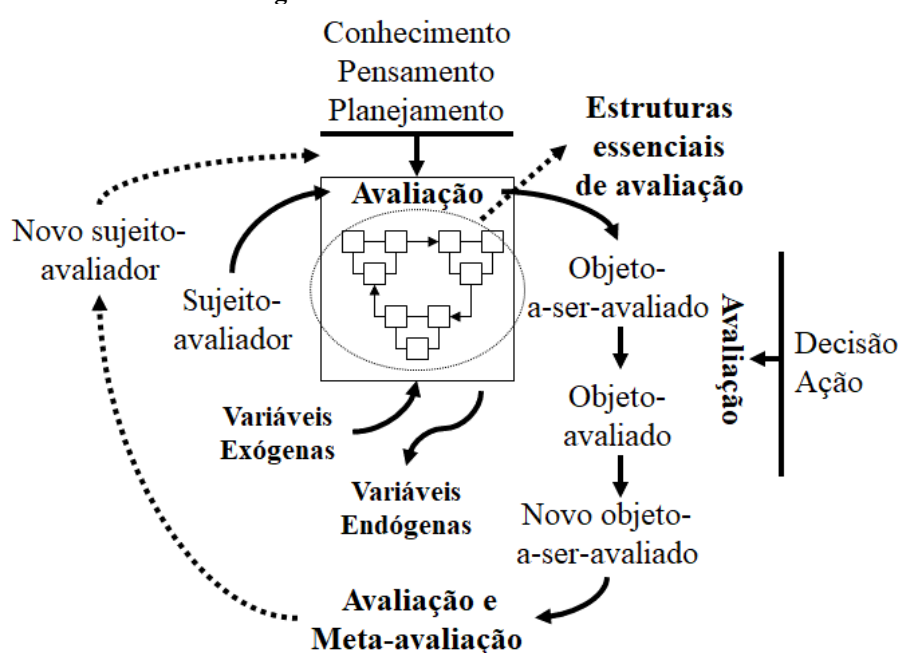 Conhecimento
Pensamento
Planejamento
Estruturas
essenciais
de avaliação
Avaliação
Novo sujeito-
avaliador
Sujeito-
avaliador
Objeto-
a-ser-avaliado
Avaliação
Decisão
Ação
Objeto-
avaliado
Variáveis
Exógenas
Variáveis
Endógenas
Novo objeto-
a-ser-avaliado
Avaliação e
Meta-avaliação